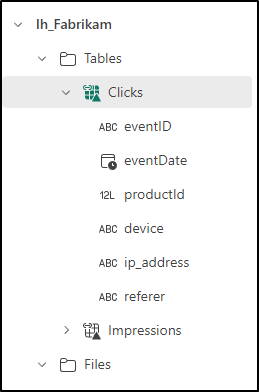 lh_Fabrikam
Tables
Clicks
ABC eventID
eventDate
12L productId
ABC device
ABC ip_address
ABC referer
Impressions
Files